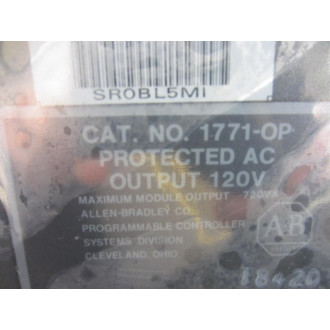 SR0BL5MI
CAT. NO. 1771-OP
PROTECTED AC
OUTPUT 120V
MAXIMUM MODULE OUTPUT - 720VA
ALLEN-BRADLEY CO.
PROGRAMMABLE CONTROLLER
SYSTEMS DIVISION
CLEVELAND, OHIO
AB
18420